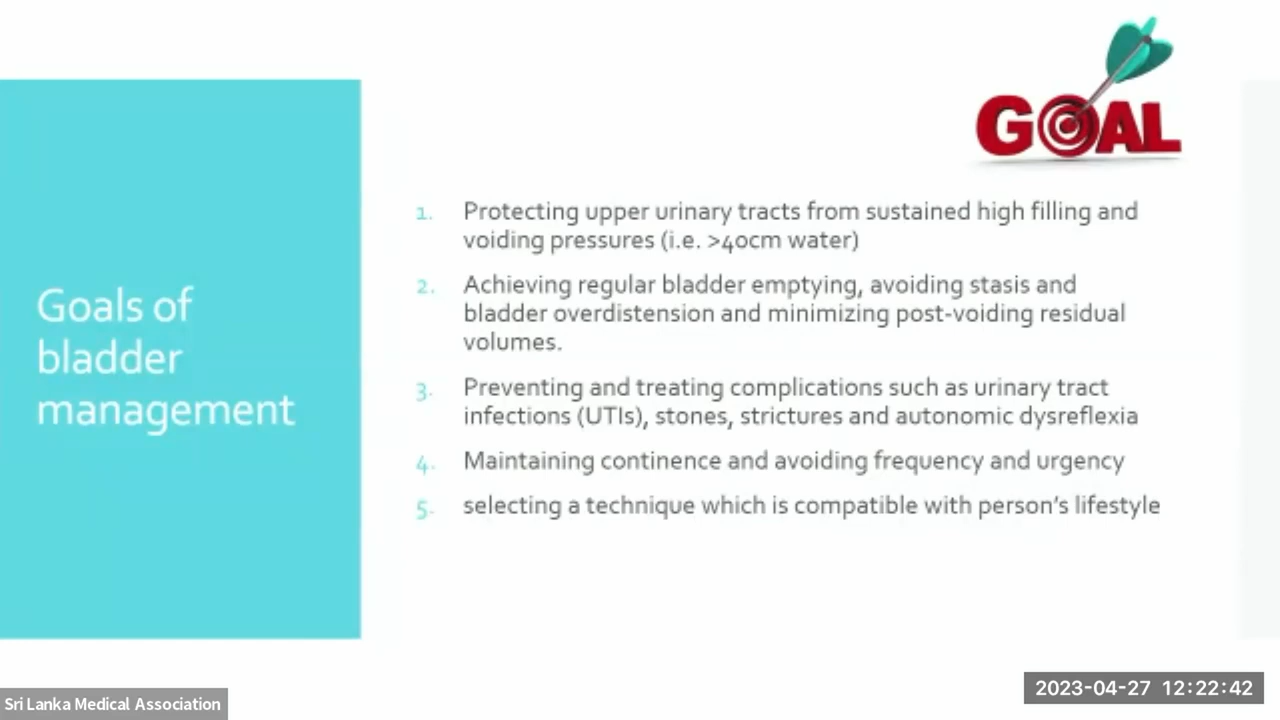 GOAL
Goals of
bladder
management
1. Protecting upper urinary tracts from sustained high filling and
voiding pressures (i.e. >40cm water)
2. Achieving regular bladder emptying, avoiding stasis and
bladder overdistension and minimizing post-voiding residual
volumes.
3. Preventing and treating complications such as urinary tract
infections (UTIs), stones, strictures and autonomic dysreflexia
4. Maintaining continence and avoiding frequency and urgency
5. selecting a technique which is compatible with person’s lifestyle
Sri Lanka Medical Association
2023-04-27 12:22:42